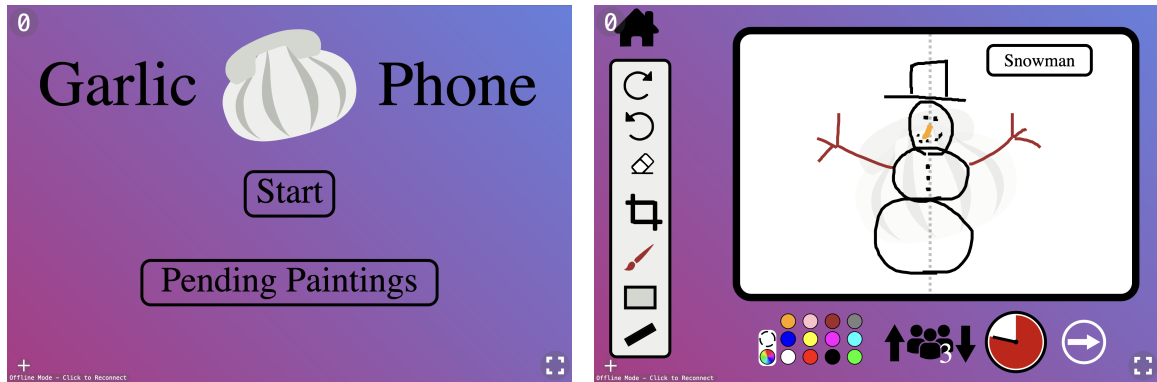 0
Garlic Phone
Start
Pending Paintings
Offline Mode - Click to Reconnect
0
Snowman
3
Offline Mode - Click to Reconnect